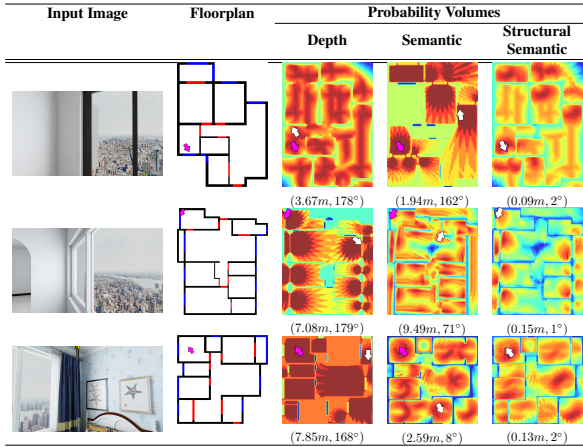 Input Image Floorplan Probability Volumes
Depth Semantic Structural Semantic
(3.67m, 178°) (1.94m, 162°) (0.09m, 2°)
(7.08m, 179°) (9.49m, 71°) (0.15m, 1°)
(7.85m, 168°) (2.59m, 8°) (0.13m, 2°)